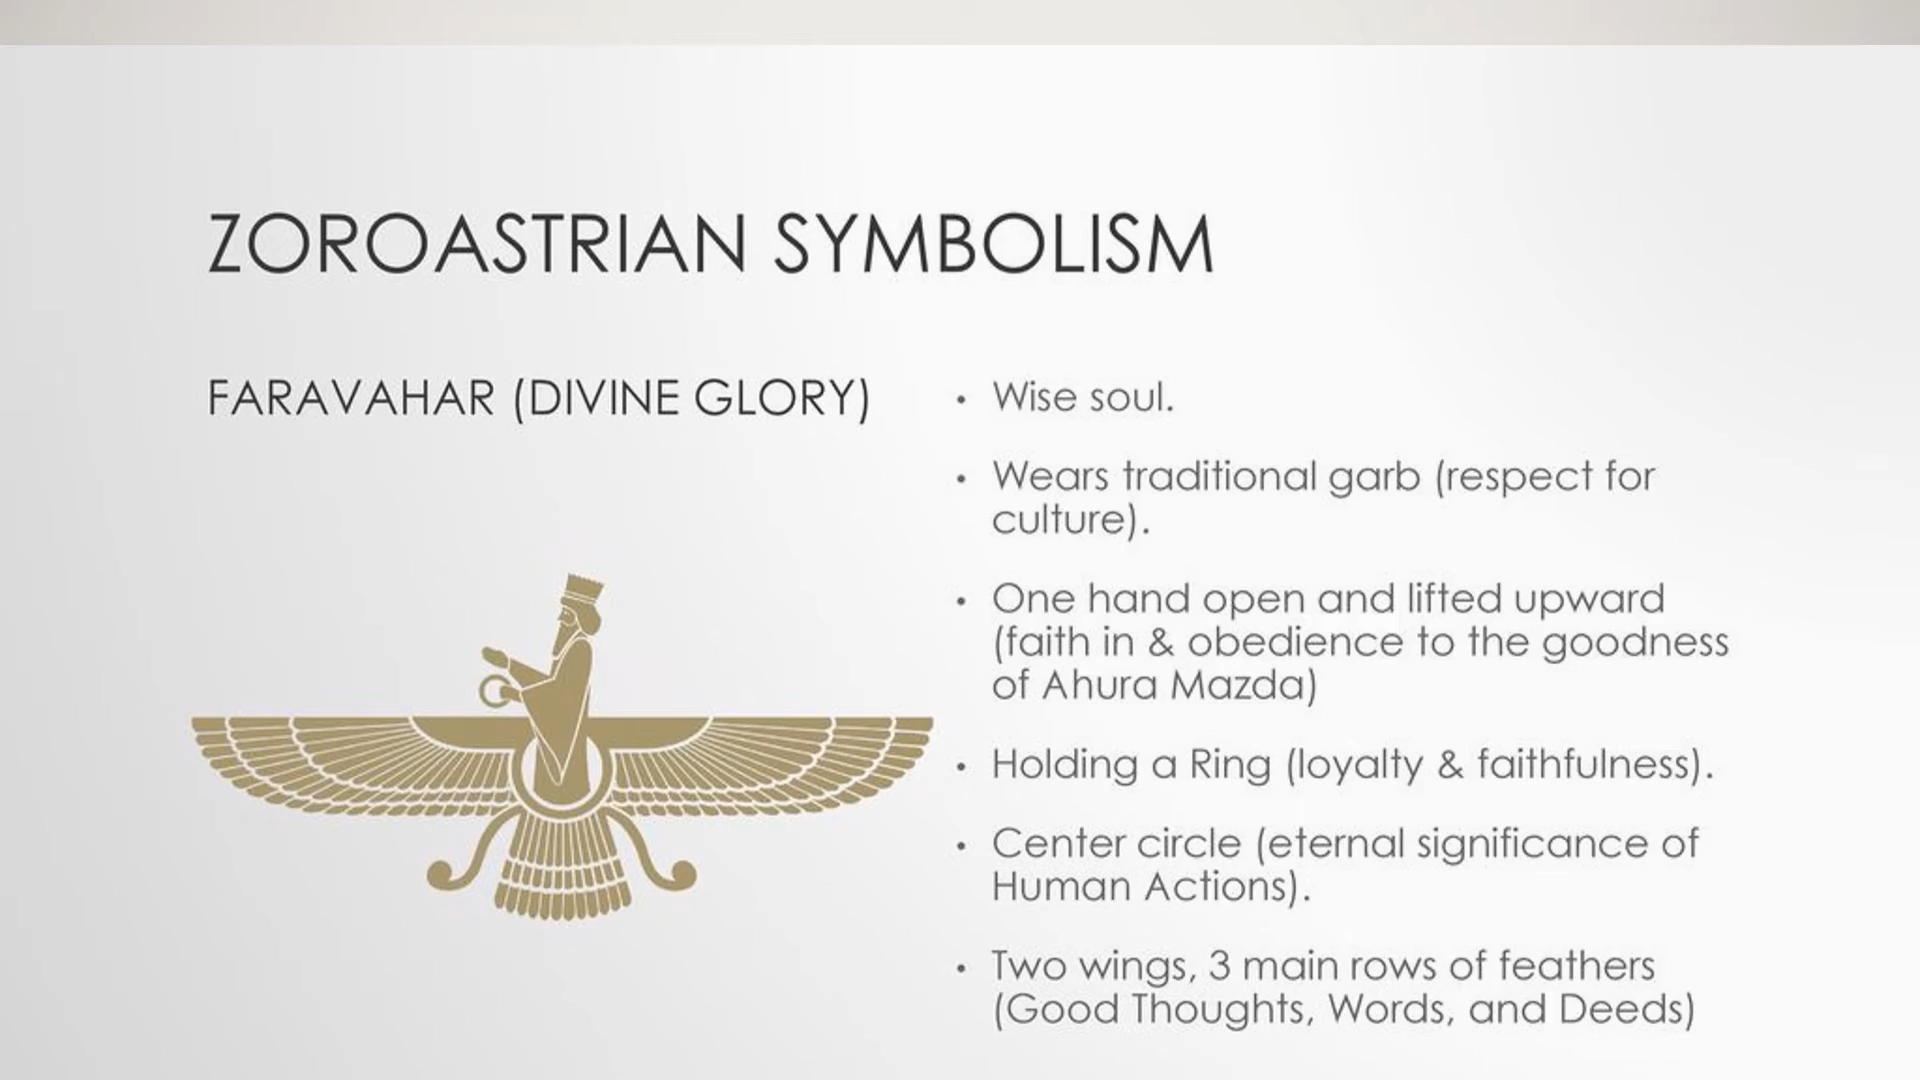 ZOROASTRIAN SYMBOLISM
FARAVAHAR (DIVINE GLORY)
• Wise soul.
• Wears traditional garb (respect for
culture).
• One hand open and lifted upward
(faith in & obedience to the goodness
of Ahura Mazda)
• Holding a Ring (loyalty & faithfulness).
• Center circle (eternal significance of
Human Actions).
• Two wings, 3 main rows of feathers
(Good Thoughts, Words, and Deeds)